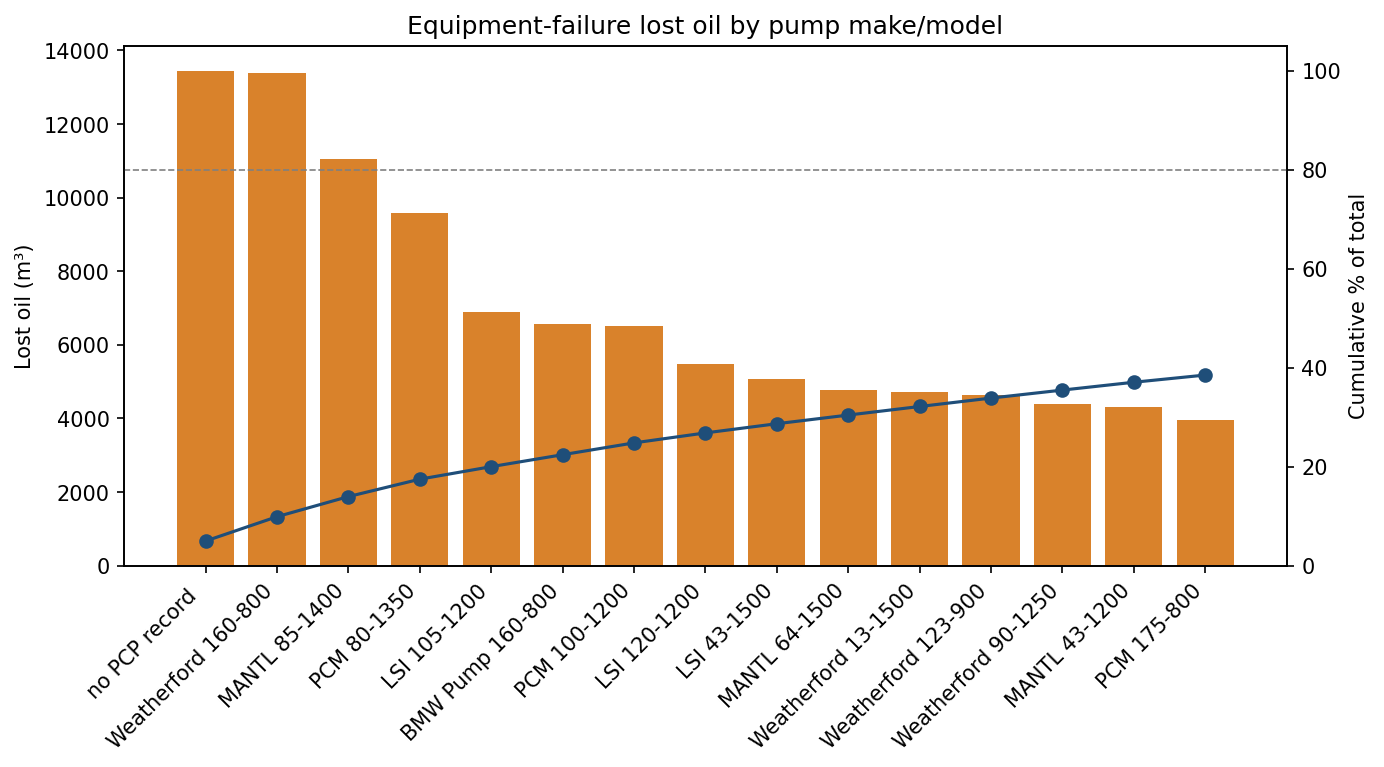 Equipment-failure lost oil by pump make/model
Lost oil (m³)
14000
12000
10000
8000
6000
4000
2000
0
Cumulative % of total
100
80
60
40
20
0
no PCP record
Weatherford 160-800
MANTL 85-1400
PCM 80-1350
LSI 105-1200
BMW Pump 160-800
PCM 100-1200
LSI 120-1200
LSI 43-1500
MANTL 64-1500
Weatherford 13-1500
Weatherford 123-900
Weatherford 90-1250
MANTL 43-1200
PCM 175-800